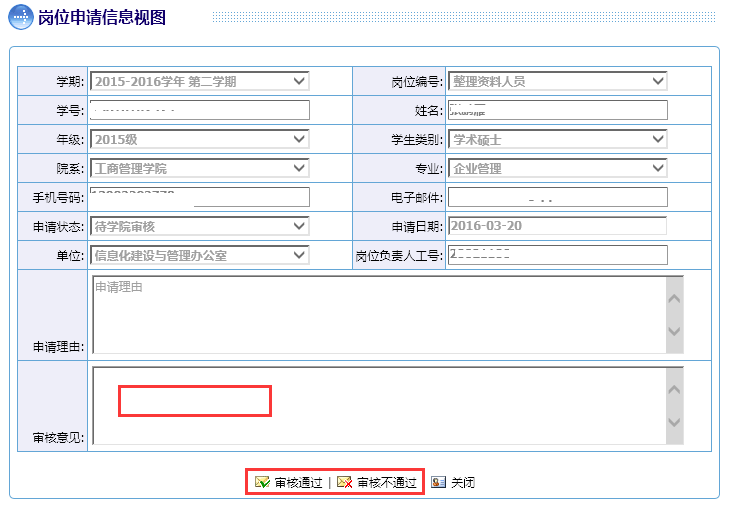 岗位申请信息视图
学期: 2015-2016学年 第二学期 岗位编号: 整理资料人员
学号: 姓名:
年级: 2015级 学生类别: 学术硕士
院系: 工商管理学院 专业: 企业管理
手机号码: 电子邮件:
申请状态: 待学院审核 申请日期: 2016-03-20
单位: 信息化建设与管理办公室 岗位负责人工号:
申请理由
申请理由:
审核意见:
审核通过 | 审核不通过 关闭